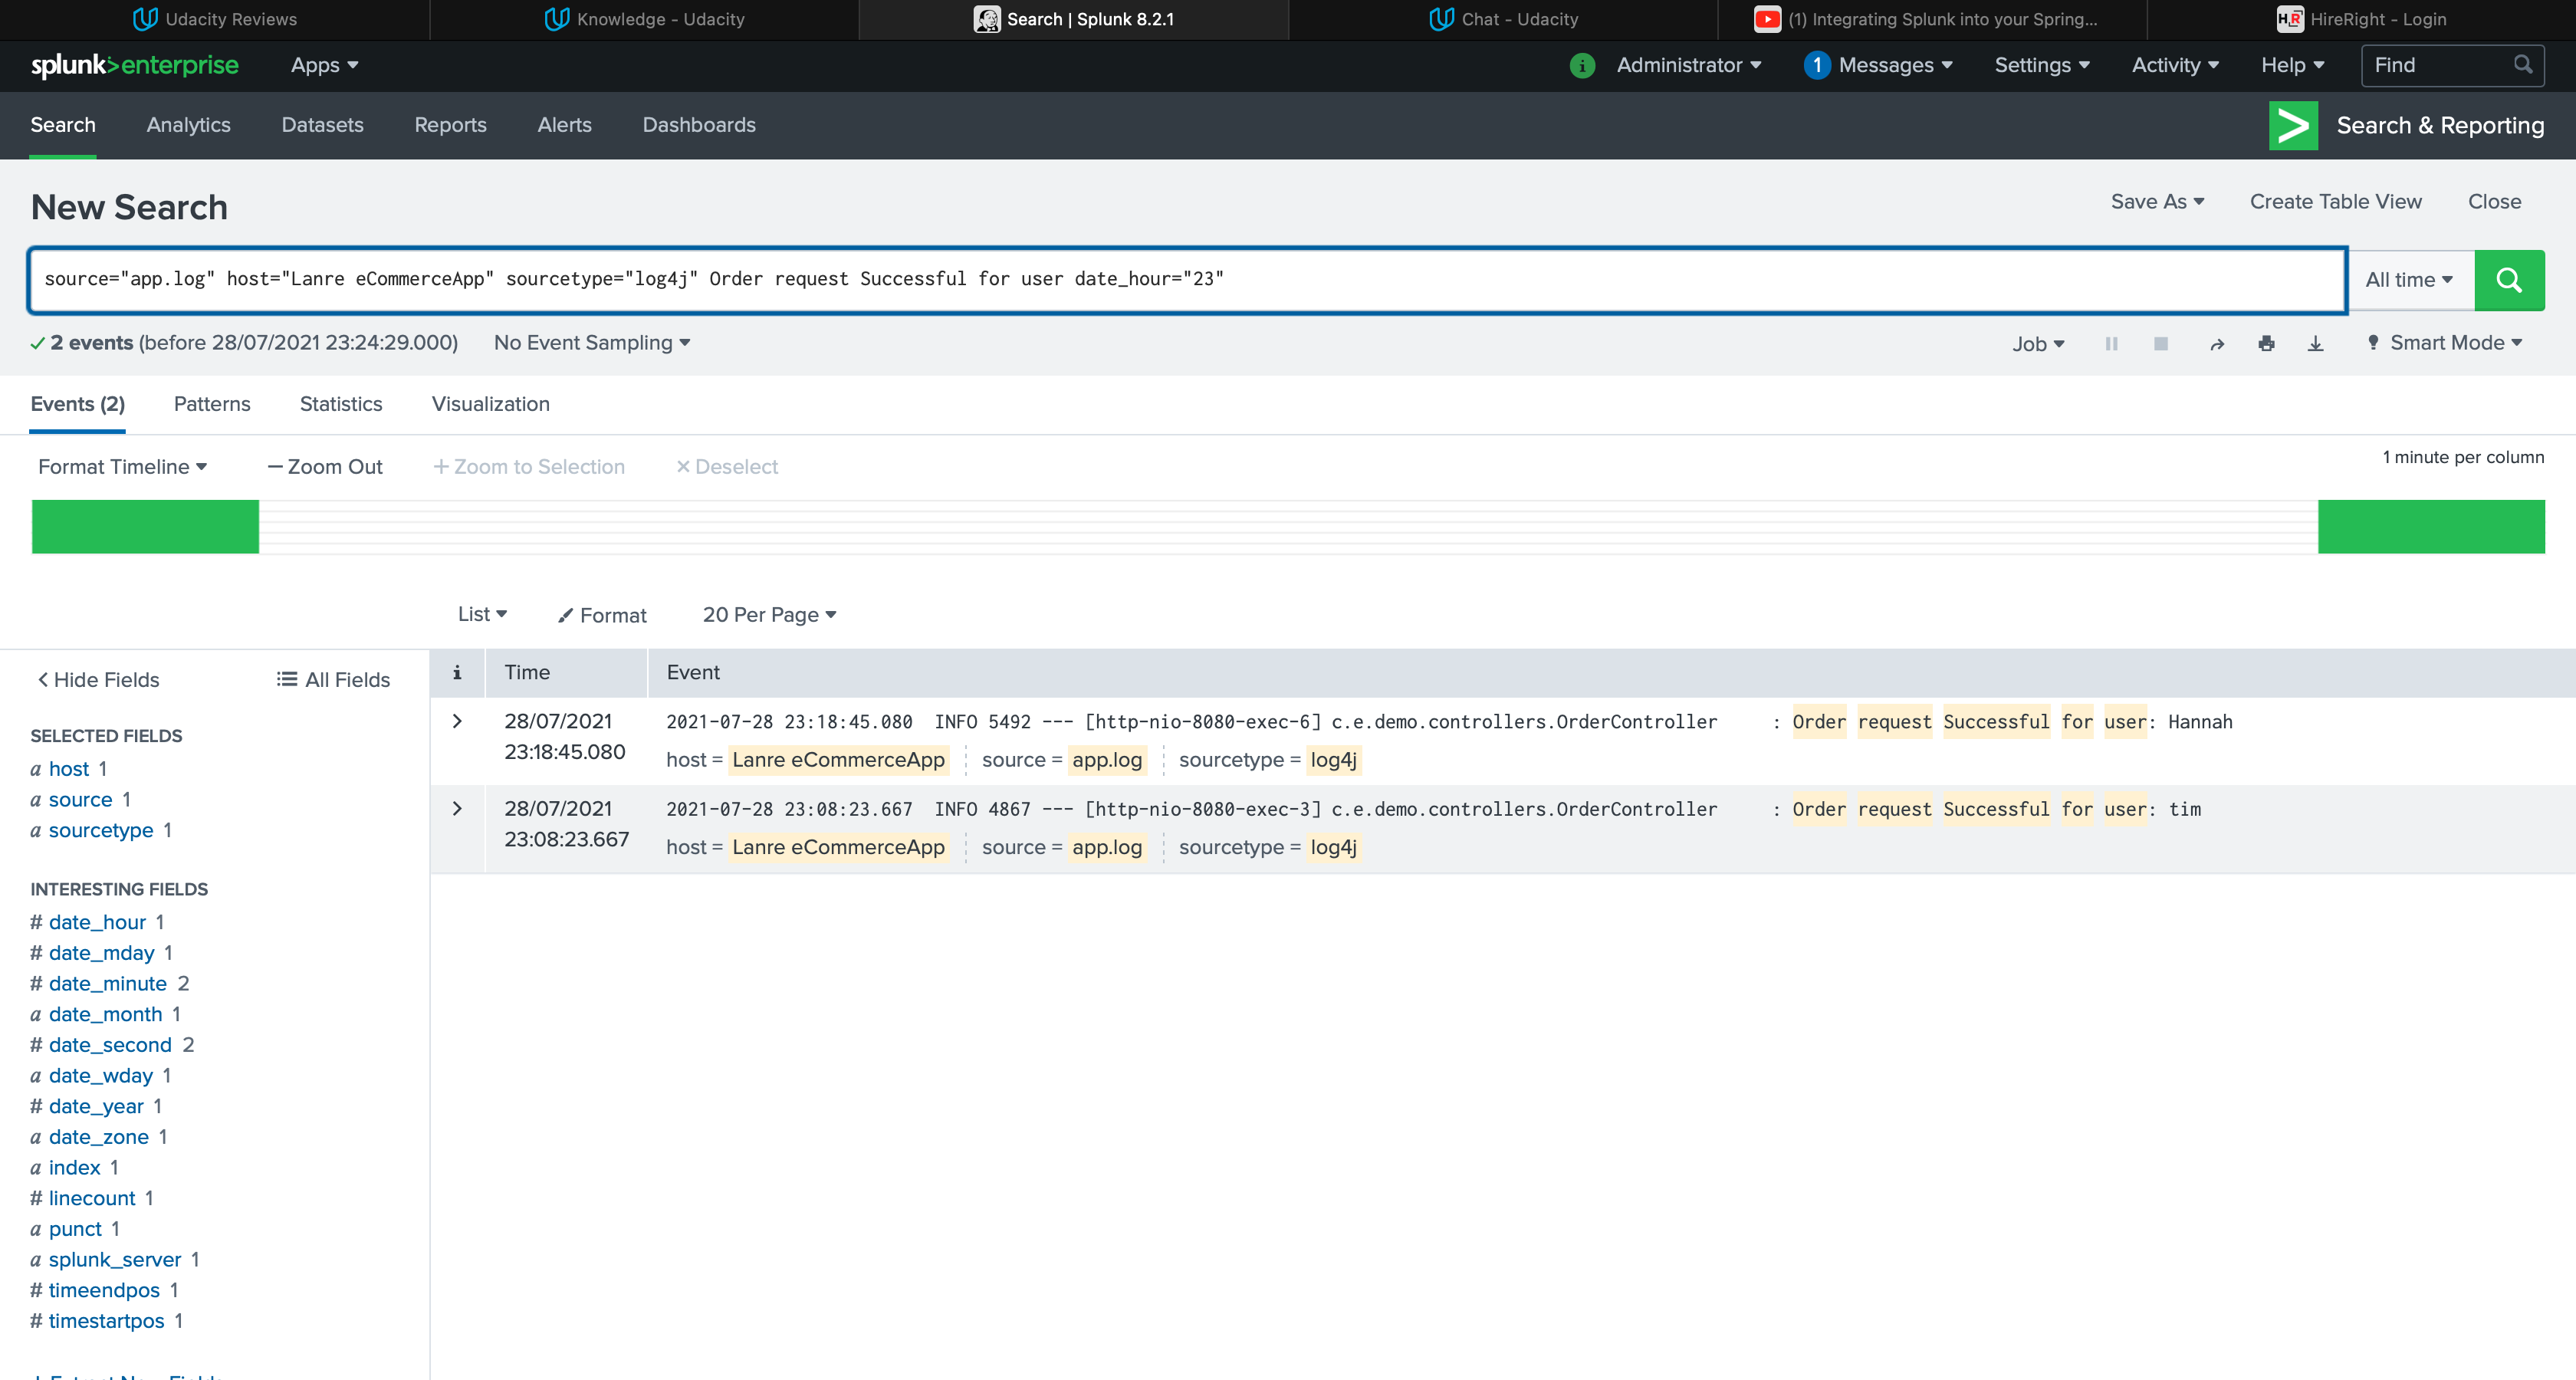 Udacity Reviews
Knowledge - Udacity
Search | Splunk 8.2.1
Chat - Udacity
(1) Integrating Splunk into your Spring...
HireRight - Login
splunk>enterprise Apps
i Administrator 1 Messages Settings Activity Help Find
Search Analytics Datasets Reports Alerts Dashboards
> Search & Reporting
New Search
Save As Create Table View Close
source="app.log" host="Lanre eCommerceApp" sourcetype="log4j" Order request Successful for user date_hour="23"
All time
2 events (before 28/07/2021 23:24:29.000) No Event Sampling
Job Smart Mode
Events (2) Patterns Statistics Visualization
Format Timeline — Zoom Out + Zoom to Selection × Deselect
1 minute per column
List Format 20 Per Page
< Hide Fields All Fields
SELECTED FIELDS
a host 1
a source 1
a sourcetype 1
INTERESTING FIELDS
# date_hour 1
# date_mday 1
# date_minute 2
a date_month 1
# date_second 2
a date_wday 1
# date_year 1
a date_zone 1
a index 1
# linecount 1
a punct 1
a splunk_server 1
# timeendpos 1
# timestartpos 1
+ Extract New Fields
i Time Event
28/07/2021
23:18:45.080
2021-07-28 23:18:45.080 INFO 5492 --- [http-nio-8080-exec-6] c.e.demo.controllers.OrderController : Order request Successful for user: Hannah
host = Lanre eCommerceApp source = app.log sourcetype = log4j
28/07/2021
23:08:23.667
2021-07-28 23:08:23.667 INFO 4867 --- [http-nio-8080-exec-3] c.e.demo.controllers.OrderController : Order request Successful for user: tim
host = Lanre eCommerceApp source = app.log sourcetype = log4j